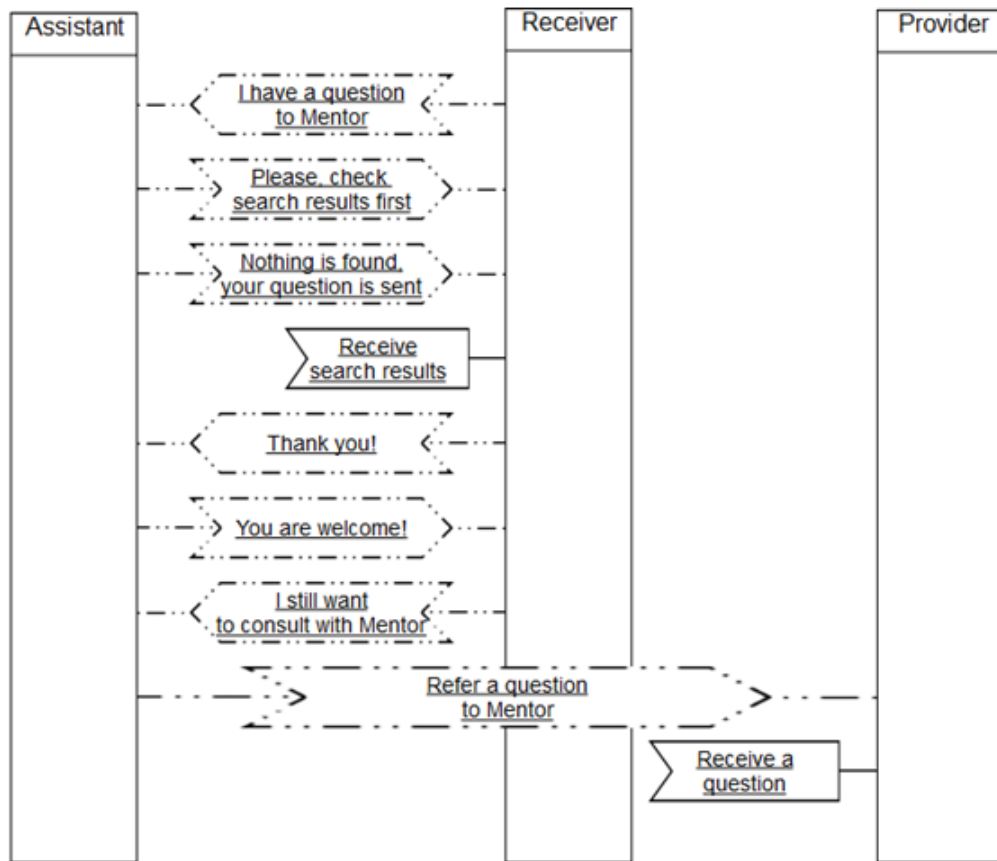 Assistant
Receiver
Provider
I have a question
to Mentor
Please, check
search results first
Nothing is found,
your question is sent
Receive
search results
Thank you!
You are welcome!
I still want
to consult with Mentor
Refer a question
to Mentor
Receive a
question